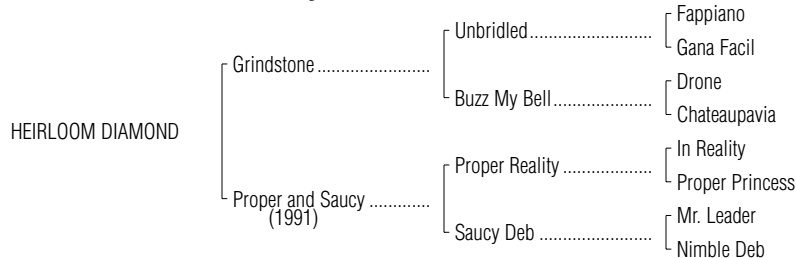 Fappiano
Unbridled..........................
Gana Facil
Grindstone ........................
Drone
Buzz My Bell.....................
Chateaupavia
HEIRLOOM DIAMOND
In Reality
Proper Reality ...................
Proper Princess
Proper and Saucy .............
(1991)
Mr. Leader
Saucy Deb ........................
Nimble Deb